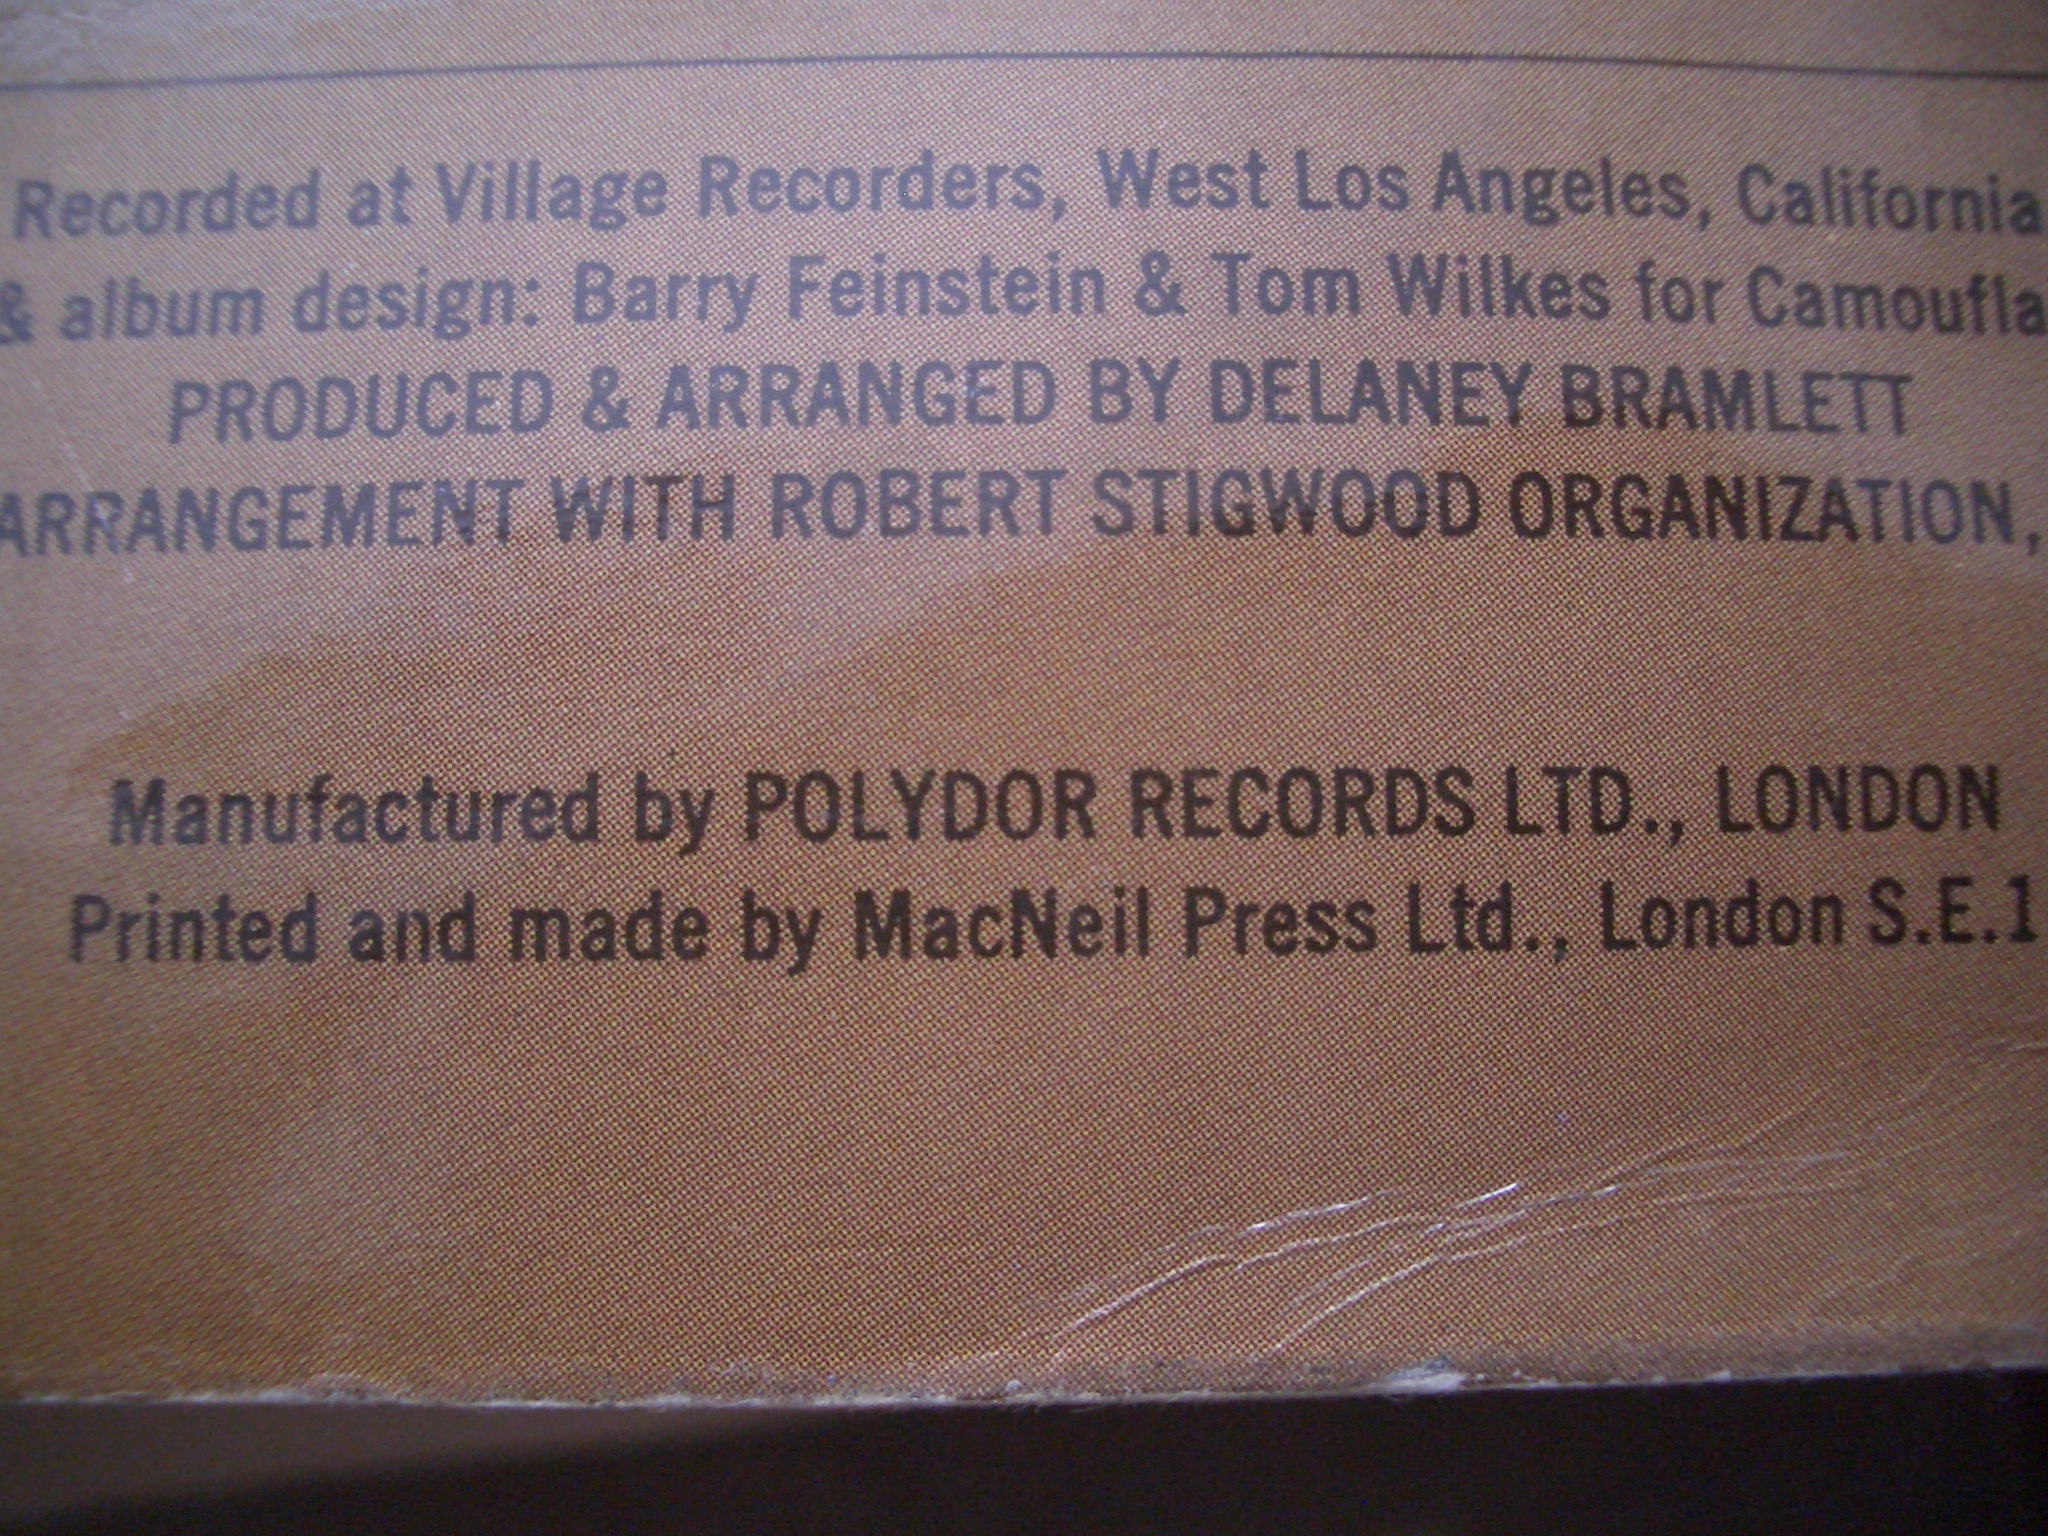 Recorded at Village Recorders, West Los Angeles, California
& album design: Barry Feinstein & Tom Wilkes for Camoufla
PRODUCED & ARRANGED BY DELANEY BRAMLETT
ARRANGEMENT WITH ROBERT STIGWOOD ORGANIZATION,
Manufactured by POLYDOR RECORDS LTD., LONDON
Printed and made by MacNeil Press Ltd., London S.E.1